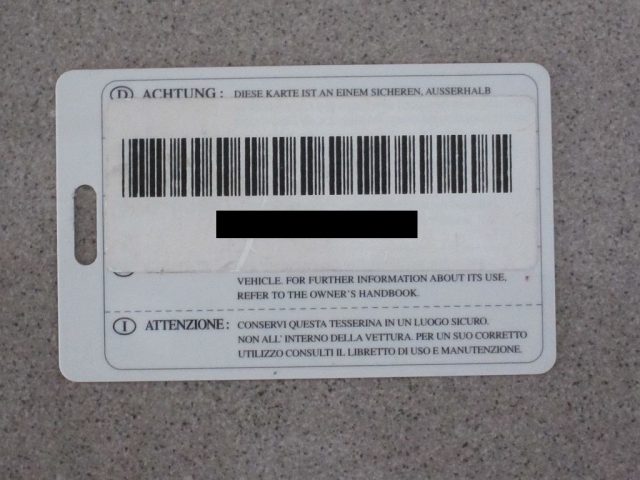 D ACHTUNG: DIESE KARTE IST AN EINEM SICHEREN, AUSSERHALB
VEHICLE. FOR FURTHER INFORMATION ABOUT ITS USE,
REFER TO THE OWNER`S HANDBOOK.
I ATTENZIONE: CONSERVI QUESTA TESSERINA IN UN LUOGO SICURO.
NON ALL' INTERNO DELLA VETTURA. PER UN SUO CORRETTO
UTILIZZO CONSULTI IL LIBRETTO DI USO E MANUTENZIONE.